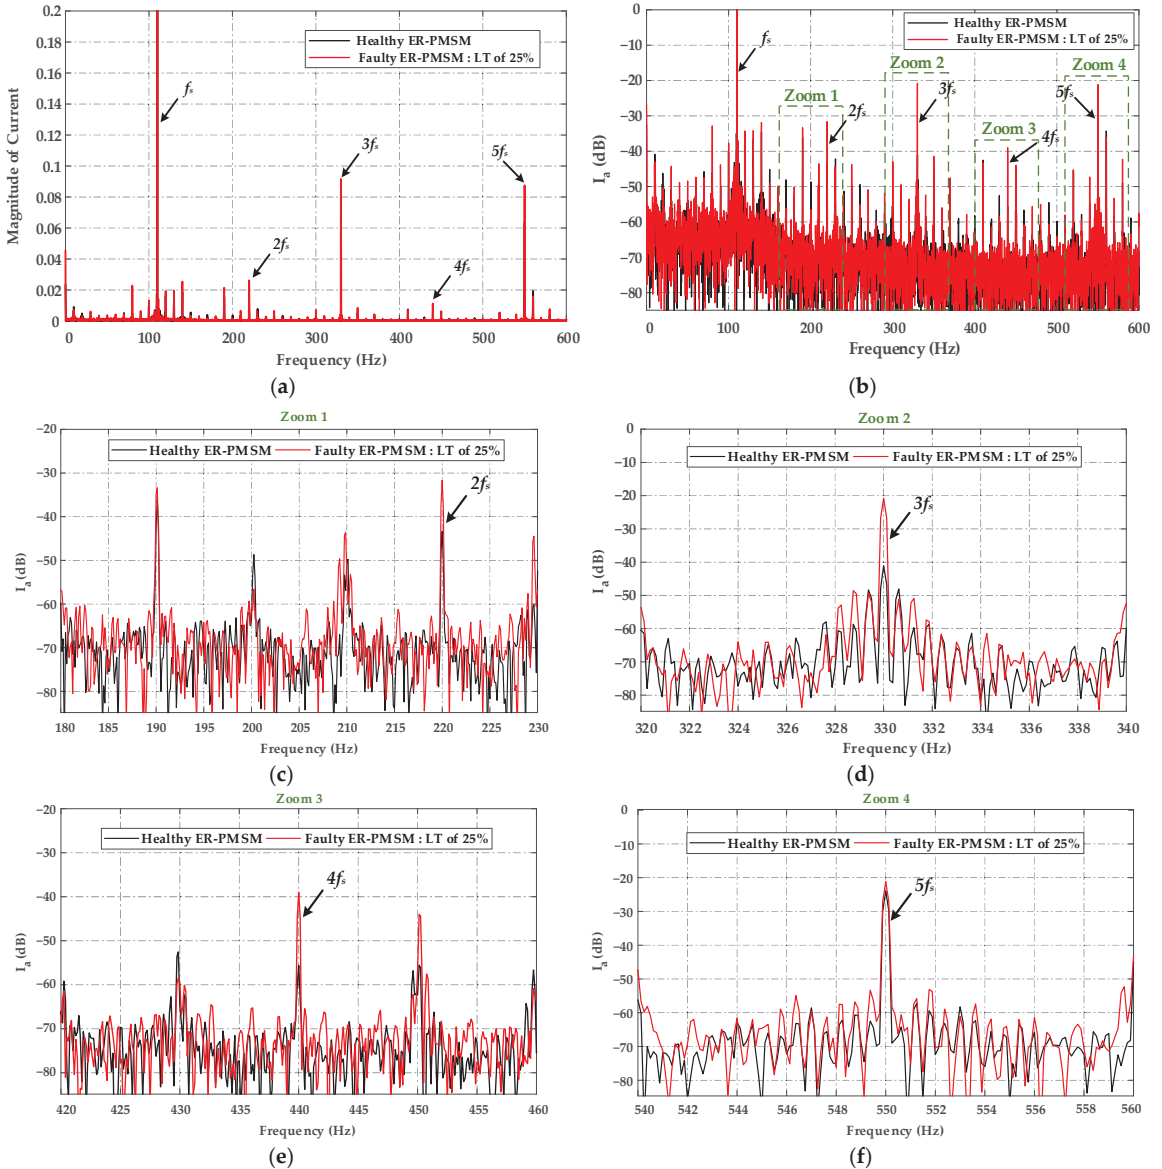 0.2
0.18
0.16
0.14
0.12
0.1
0.08
0.06
0.04
0.02
0
Magnitude of Current
Healthy ER-PMSM
Faulty ER-PMSM : LT of 25%
fs
3fs
5fs
2fs
4fs
0 100 200 300 400 500 600
Frequency (Hz)
(a)
0
−10
−20
−30
−40
−50
−60
−70
−80
Ia (dB)
Healthy ER-PMSM
Faulty ER-PMSM : LT of 25%
fs
Zoom 1
Zoom 2
Zoom 3
Zoom 4
2fs
3fs
4fs
5fs
0 100 200 300 400 500 600
Frequency (Hz)
(b)
Zoom 1
−20
−30
−40
−50
−60
−70
−80
Ia (dB)
Healthy ER-PMSM Faulty ER-PMSM : LT of 25%
2fs
180 185 190 195 200 205 210 215 220 225 230
Frequency (Hz)
(c)
Zoom 2
0
−10
−20
−30
−40
−50
−60
−70
−80
Ia (dB)
Healthy ER-PMSM Faulty ER-PMSM : LT of 25%
3fs
320 322 324 326 328 330 332 334 336 338 340
Frequency (Hz)
(d)
Zoom 3
−20
−30
−40
−50
−60
−70
−80
Ia (dB)
Healthy ER-PMSM Faulty ER-PMSM : LT of 25%
4fs
420 425 430 435 440 445 450 455 460
Frequency (Hz)
(e)
Zoom 4
0
−10
−20
−30
−40
−50
−60
−70
−80
Ia (dB)
Healthy ER-PMSM Faulty ER-PMSM : LT of 25%
5fs
540 542 544 546 548 550 552 554 556 558 560
Frequency (Hz)
(f)